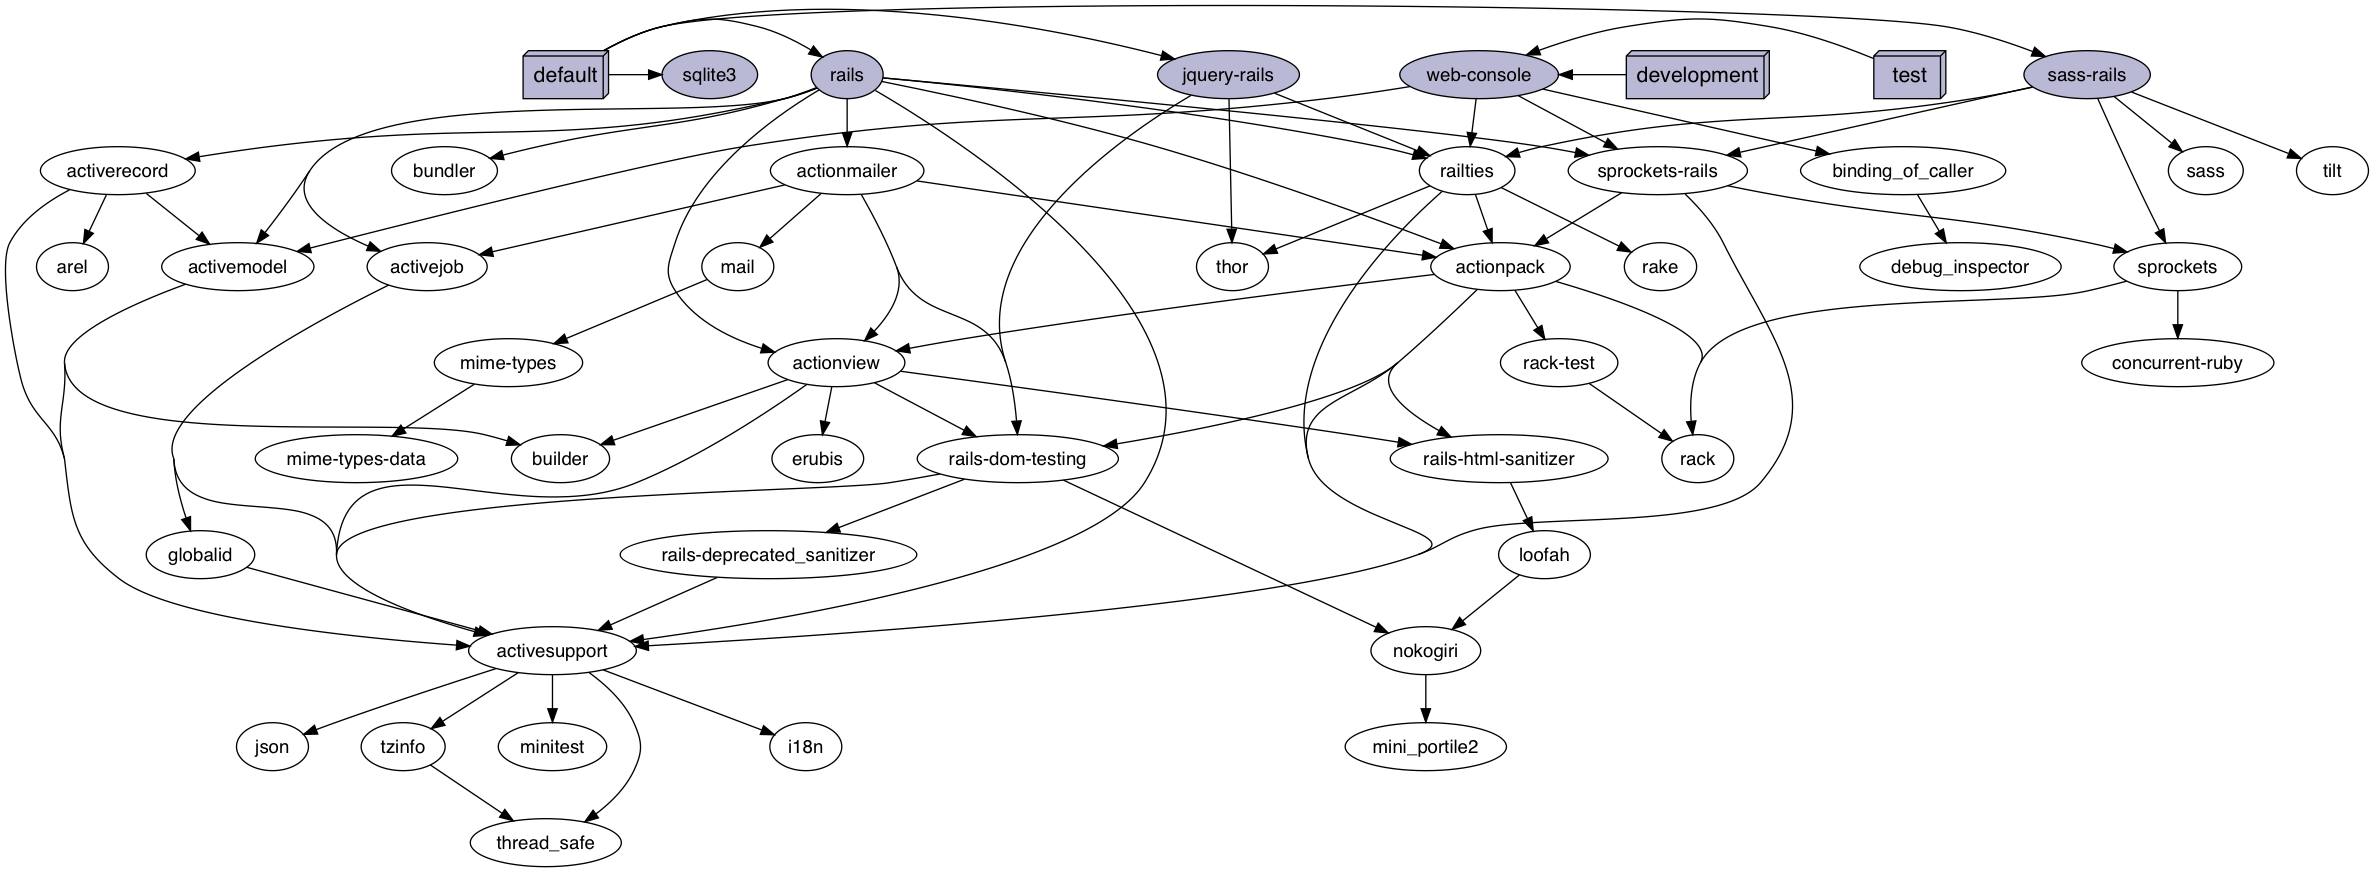 default
sqlite3
rails
jquery-rails
web-console
development
test
sass-rails
activerecord
bundler
actionmailer
railties
sprockets-rails
binding_of_caller
sass
tilt
arel
activemodel
activejob
mail
thor
actionpack
rake
debug_inspector
sprockets
mime-types
actionview
rack-test
concurrent-ruby
mime-types-data
builder
erubis
rails-dom-testing
rails-html-sanitizer
rack
globalid
rails-deprecated_sanitizer
loofah
activesupport
nokogiri
json
tzinfo
minitest
i18n
mini_portile2
thread_safe